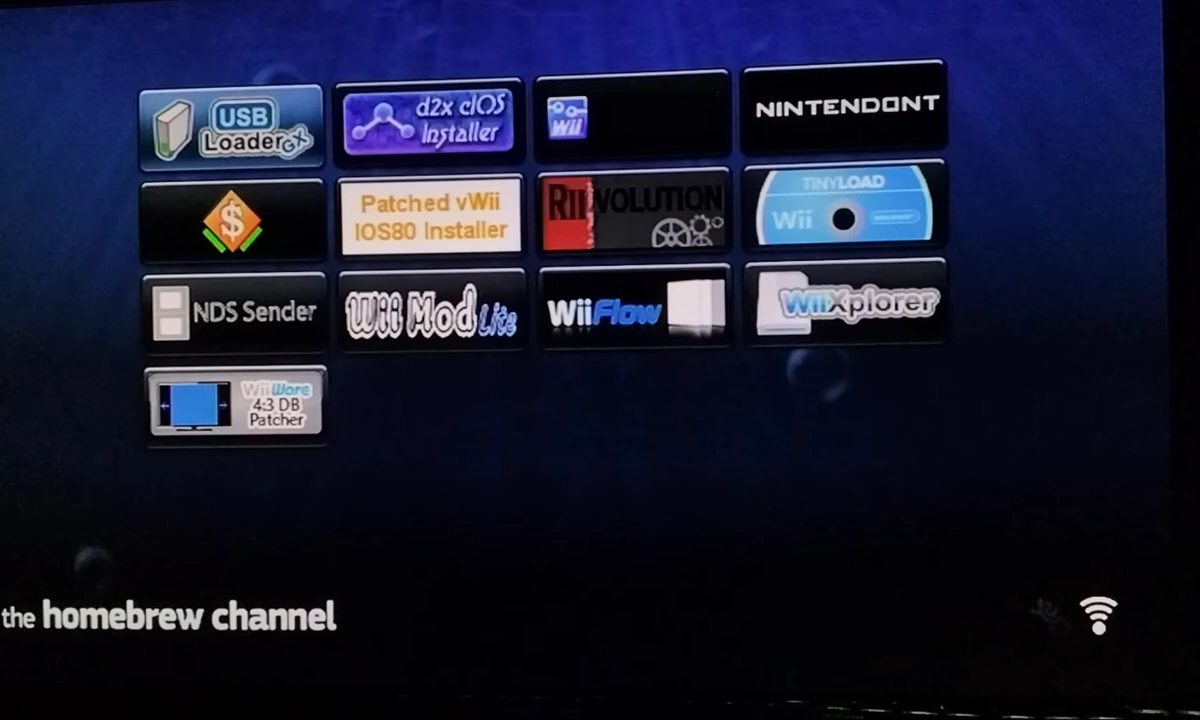 USB
Loader GX
d2x cIOS
Installer
Wii
NINTENDONT
$
Patched vWii
IOS80 Installer
RIIVOLUTION
TINYLOAD
Wii
NDS Sender
Wii Mod Lite
WiiFlow
WiiXplorer
WiiWare
4:3 DB
Patcher
the homebrew channel